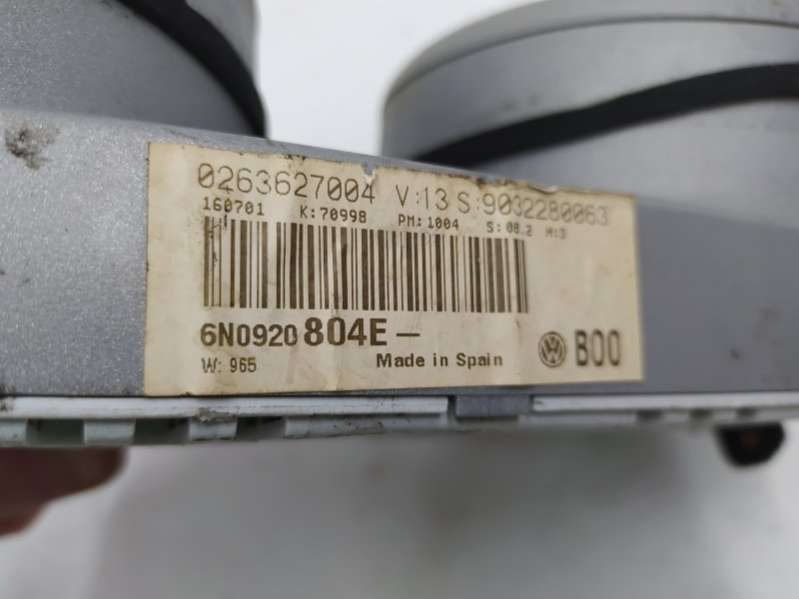 0263627004 V:13 S:9032280063
160701 K:70998 PM:1004 S:08.2 H:3
6N0920 804E -
W: 965 Made in Spain B00